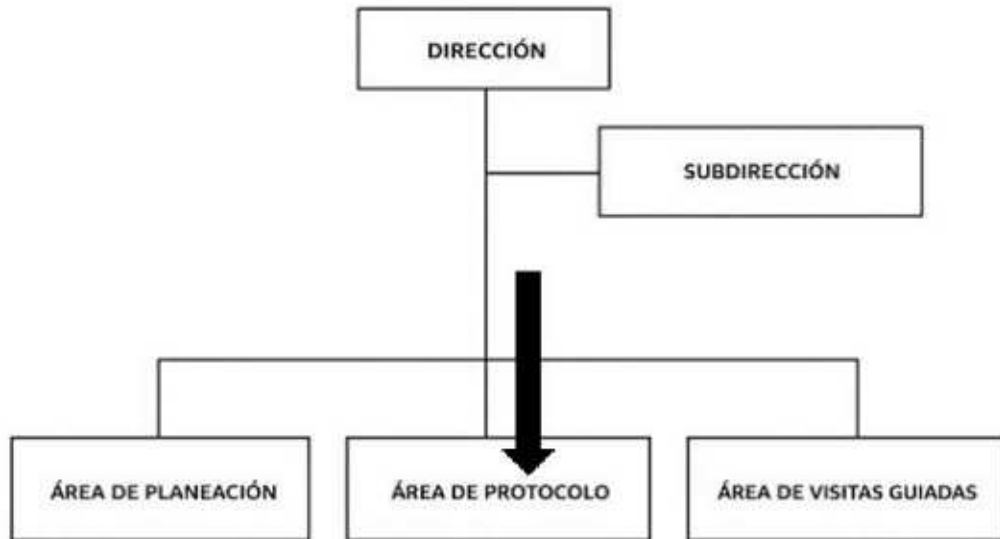 DIRECCIÓN
SUBDIRECCIÓN
ÁREA DE PLANEACIÓN
ÁREA DE PROTOCOLO
ÁREA DE VISITAS GUIADAS